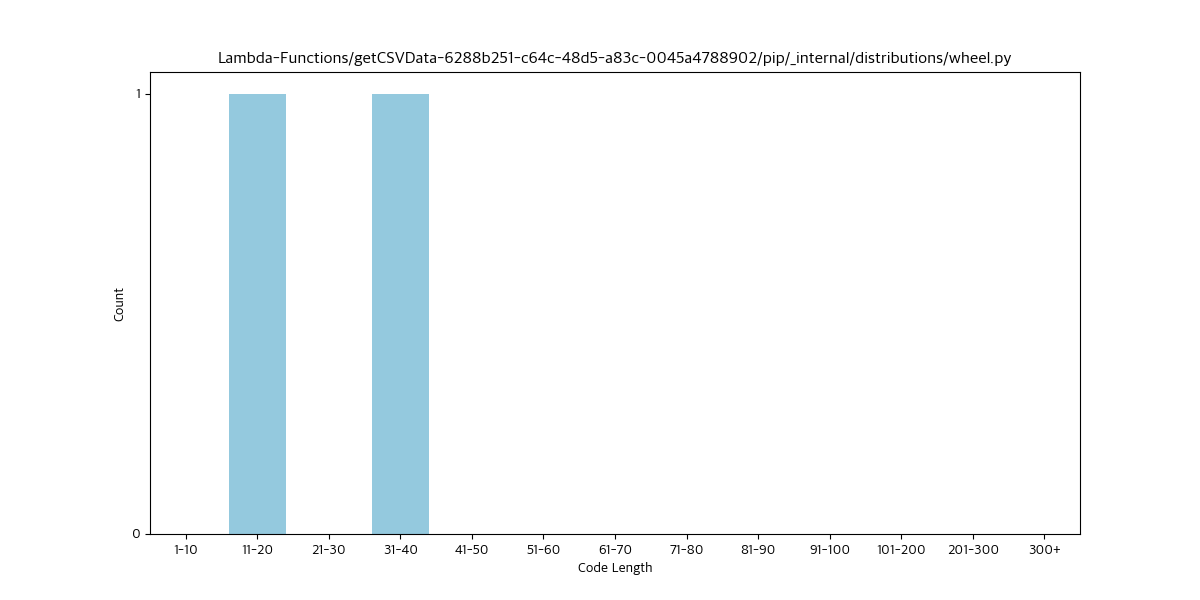 Lambda-Functions/getCSVData-6288b251-c64c-48d5-a83c-0045a4788902/pip/_internal/distributions/wheel.py
1
Count
0
1-10 11-20 21-30 31-40 41-50 51-60 61-70 71-80 81-90 91-100 101-200 201-300 300+
Code Length